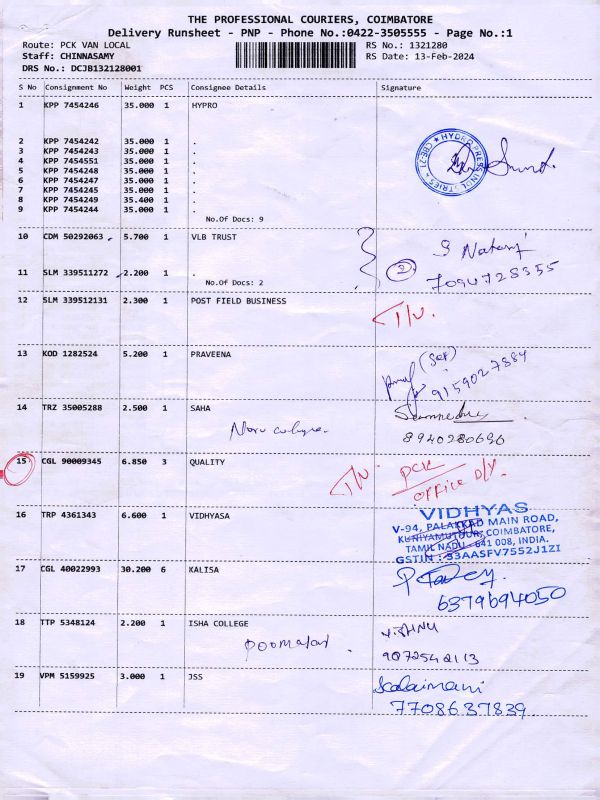 THE PROFESSIONAL COURIERS, COIMBATORE
Delivery Runsheet - PNP - Phone No.:0422-3505555 - Page No.:1
Route: PCK VAN LOCAL RS No.: 1321280
Staff: CHINNASAMY RS Date: 13-Feb-2024
DRS No.: DCJB132128001
S No Consignment No Weight PCS Consignee Details Signature
1 KPP 7454246 35.000 1 HYPRO
2 KPP 7454242 35.000 1 .
3 KPP 7454243 35.000 1 .
4 KPP 7454551 35.000 1 .
5 KPP 7454248 35.000 1 .
6 KPP 7454247 35.000 1 .
7 KPP 7454245 35.000 1 .
8 KPP 7454249 35.400 1 .
9 KPP 7454244 35.000 1 .
No.Of Docs: 9
★ HYDER PRESS INDUSTRIES ★ CBE-21
10 CDM 50292063 5.700 1 VLB TRUST
11 SLM 339511272 2.200 1 .
No.Of Docs: 2
2
7094728355
12 SLM 339512131 2.300 1 POST FIELD BUSINESS
13 KOD 1282524 5.200 1 PRAVEENA
9159027884
14 TRZ 35005288 2.500 1 SAHA
8940280696
15 CGL 90009345 6.850 3 QUALITY
PCK
OFFICE D/Y.
16 TRP 4361343 6.600 1 VIDHYASA
VIDHYAS
V-94, PALAKKAD MAIN ROAD,
KUNIYAMUTHUR, COIMBATORE,
TAMIL NADU - 641 008, INDIA.
GSTIN : 33AASFV7552J1ZI
17 CGL 40022993 30.200 6 KALISA
6379694050
18 TTP 5348124 2.200 1 ISHA COLLEGE
VISHNU
9072542113
19 VPM 5159925 3.000 1 JSS
Kalaimani
7708637839